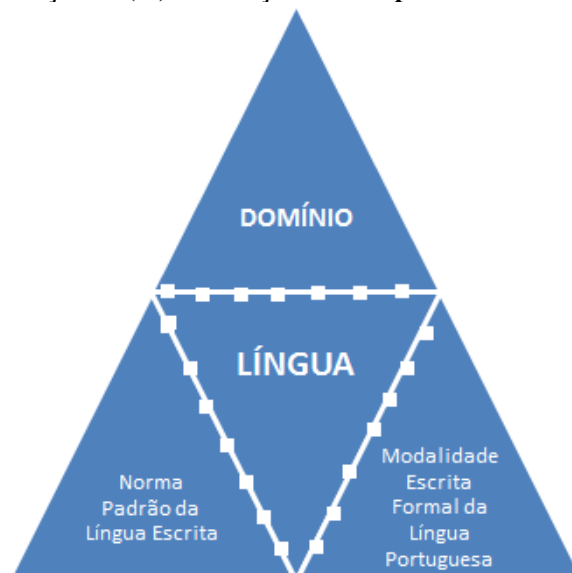 DOMÍNIO
LÍNGUA
Norma
Padrão da
Língua Escrita
Modalidade
Escrita
Formal da
Língua
Portuguesa